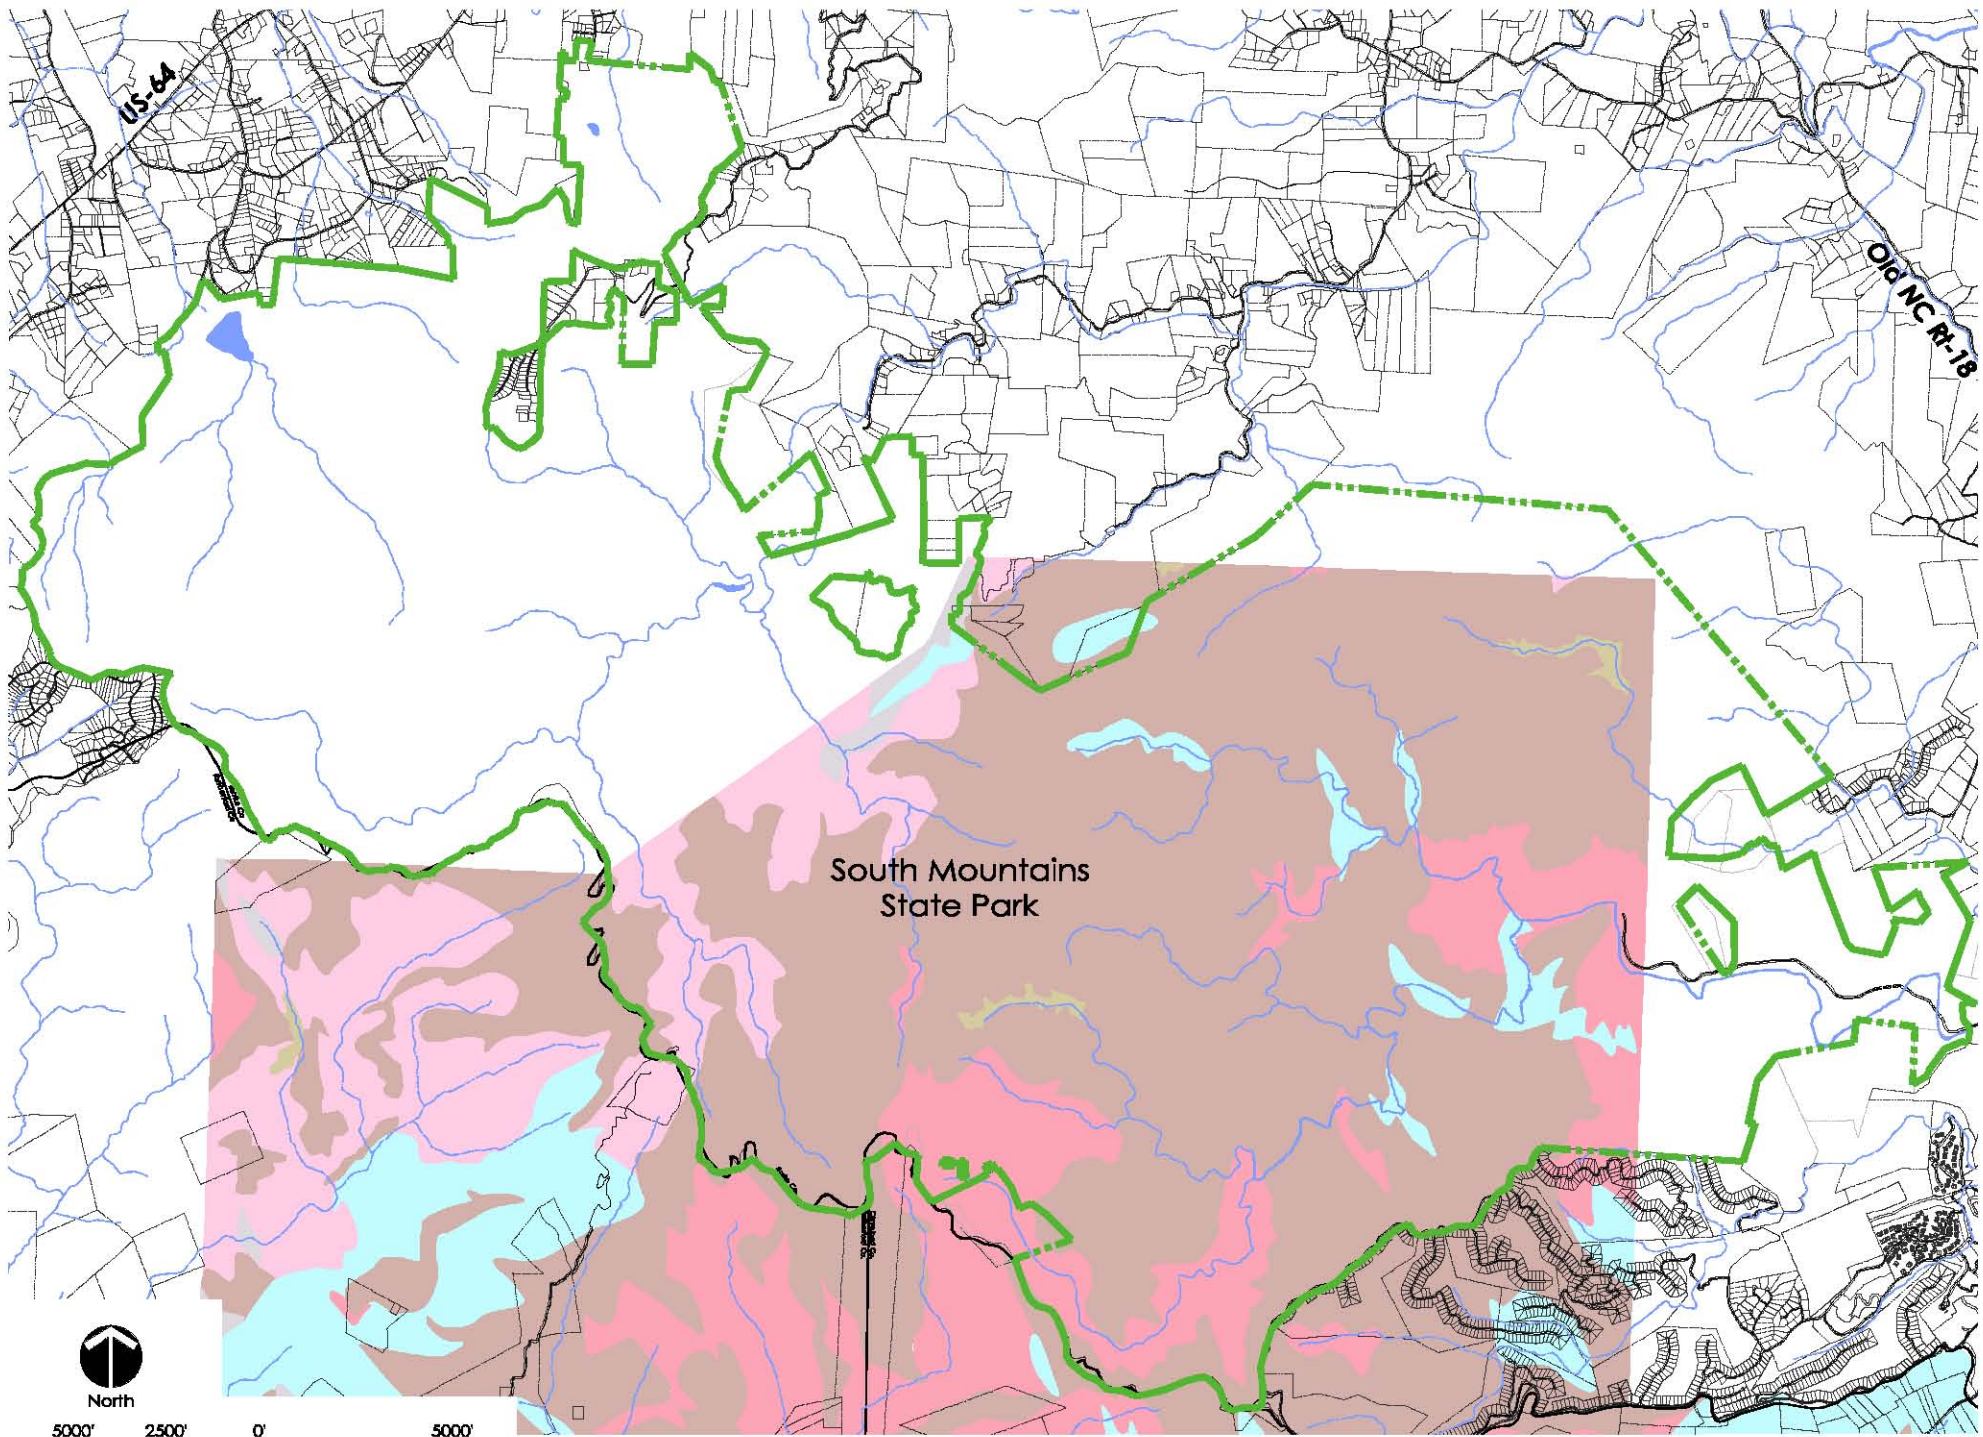 US-64
Old NC Rt-18
South Mountains
State Park
North
5000' 2500' 0' 5000'